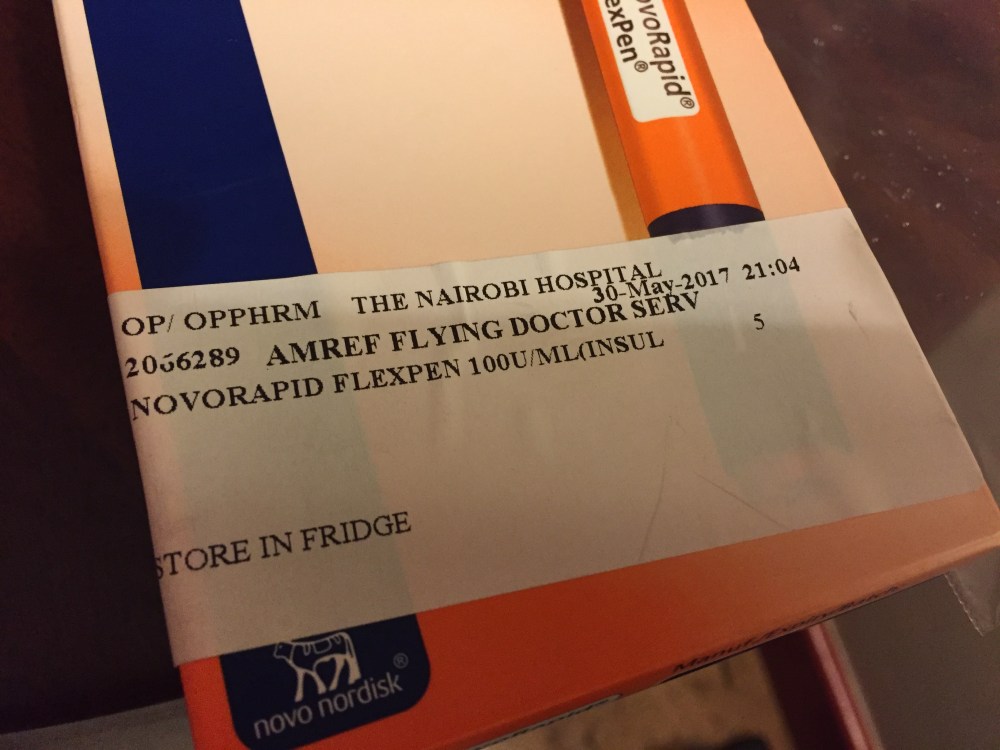 novoRapid®
exPen®
OP/ OPPHRM THE NAIROBI HOSPITAL
30-May-2017 21:04
2066289 AMREF FLYING DOCTOR SERV
NOVORAPID FLEXPEN 100U/ML(INSUL 5
STORE IN FRIDGE
novo nordisk®